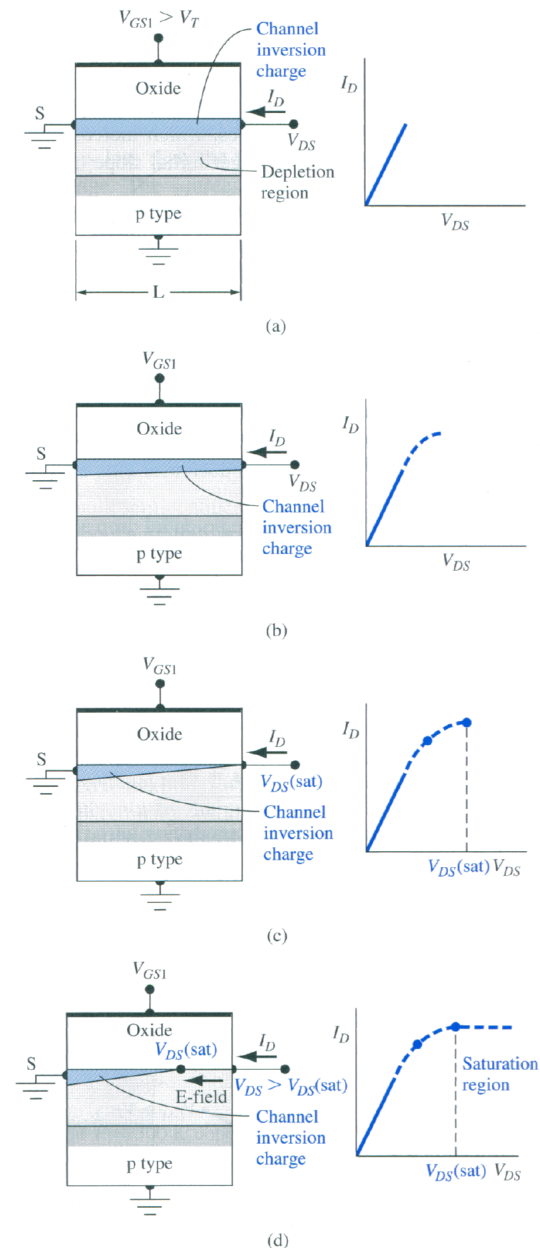 V_GS1 > V_T
Channel
inversion
charge
Oxide
I_D
S
V_DS
Depletion
region
p type
L
I_D
V_DS
(a)
V_GS1
Oxide
I_D
S
V_DS
Channel
inversion
charge
p type
I_D
V_DS
(b)
V_GS1
Oxide
I_D
S
V_DS(sat)
Channel
inversion
charge
p type
I_D
V_DS(sat) V_DS
(c)
V_GS1
Oxide
V_DS(sat)
I_D
S
V_DS > V_DS(sat)
E-field
Channel
inversion
charge
p type
I_D
Saturation
region
V_DS(sat) V_DS
(d)